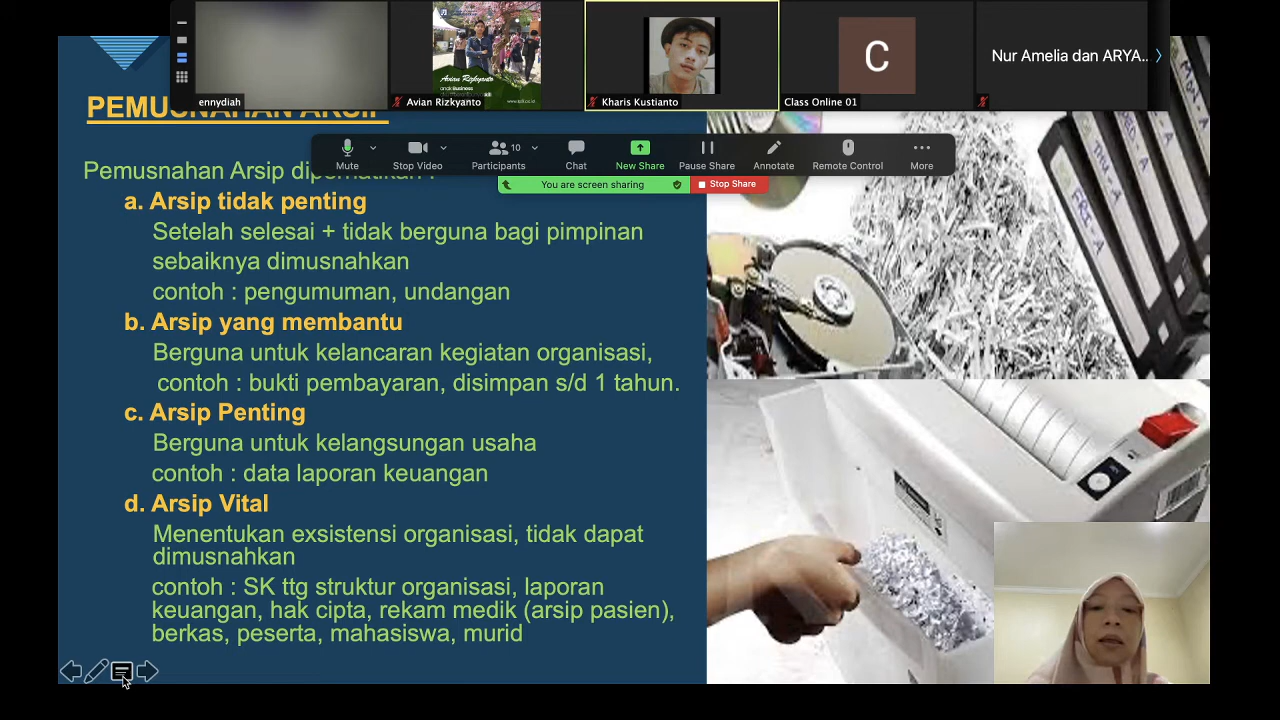 ennydiah
Avian Rizkyanto
Avian Rizkyanto
Kharis Kustianto
C
Class Online 01
Nur Amelia dan ARYA...
PEMUSNAHAN ARSIP
Mute
Stop Video
Participants
10
Chat
New Share
Pause Share
Annotate
Remote Control
More
You are screen sharing
Stop Share
Pemusnahan Arsip diperhatikan :
a. Arsip tidak penting
Setelah selesai + tidak berguna bagi pimpinan
sebaiknya dimusnahkan
contoh : pengumuman, undangan
b. Arsip yang membantu
Berguna untuk kelancaran kegiatan organisasi,
contoh : bukti pembayaran, disimpan s/d 1 tahun.
c. Arsip Penting
Berguna untuk kelangsungan usaha
contoh : data laporan keuangan
d. Arsip Vital
Menentukan exsistensi organisasi, tidak dapat
dimusnahkan
contoh : SK ttg struktur organisasi, laporan
keuangan, hak cipta, rekam medik (arsip pasien),
berkas, peserta, mahasiswa, murid